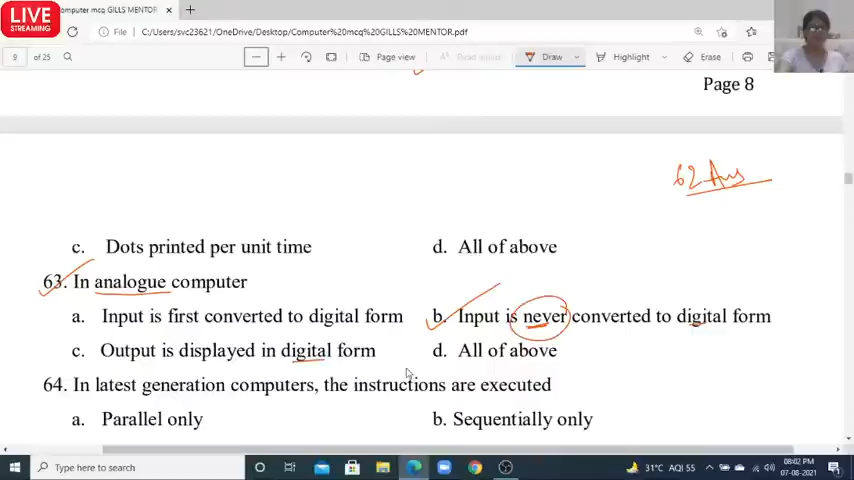 LIVE
STREAMING
Computer mcq GILLS MENTOR
File
C:/Users/svc23621/OneDrive/Desktop/Computer%20mcq%20GILLS%20MENTOR.pdf
9 of 25
Page view
Read aloud
Draw
Highlight
Erase
Page 8
62 Ans
c. Dots printed per unit time
d. All of above
63. In analogue computer
a. Input is first converted to digital form
b. Input is never converted to digital form
c. Output is displayed in digital form
d. All of above
64. In latest generation computers, the instructions are executed
a. Parallel only
b. Sequentially only
Type here to search
31°C AQI 55
08:02 PM
07-08-2021